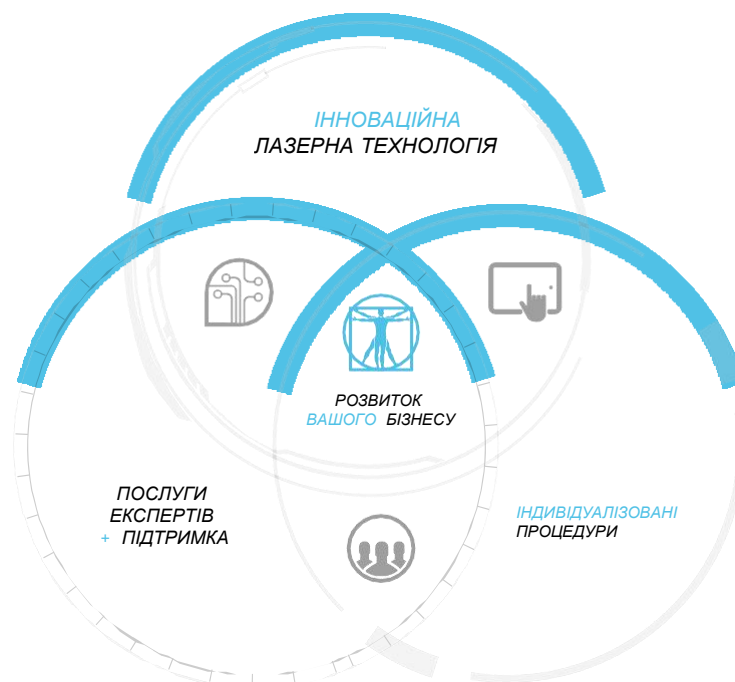 ІННОВАЦІЙНА
ЛАЗЕРНА ТЕХНОЛОГІЯ
РОЗВИТОК
ВАШОГО БІЗНЕСУ
ПОСЛУГИ
ЕКСПЕРТІВ
+ ПІДТРИМКА
ІНДИВІДУАЛІЗОВАНІ
ПРОЦЕДУРИ